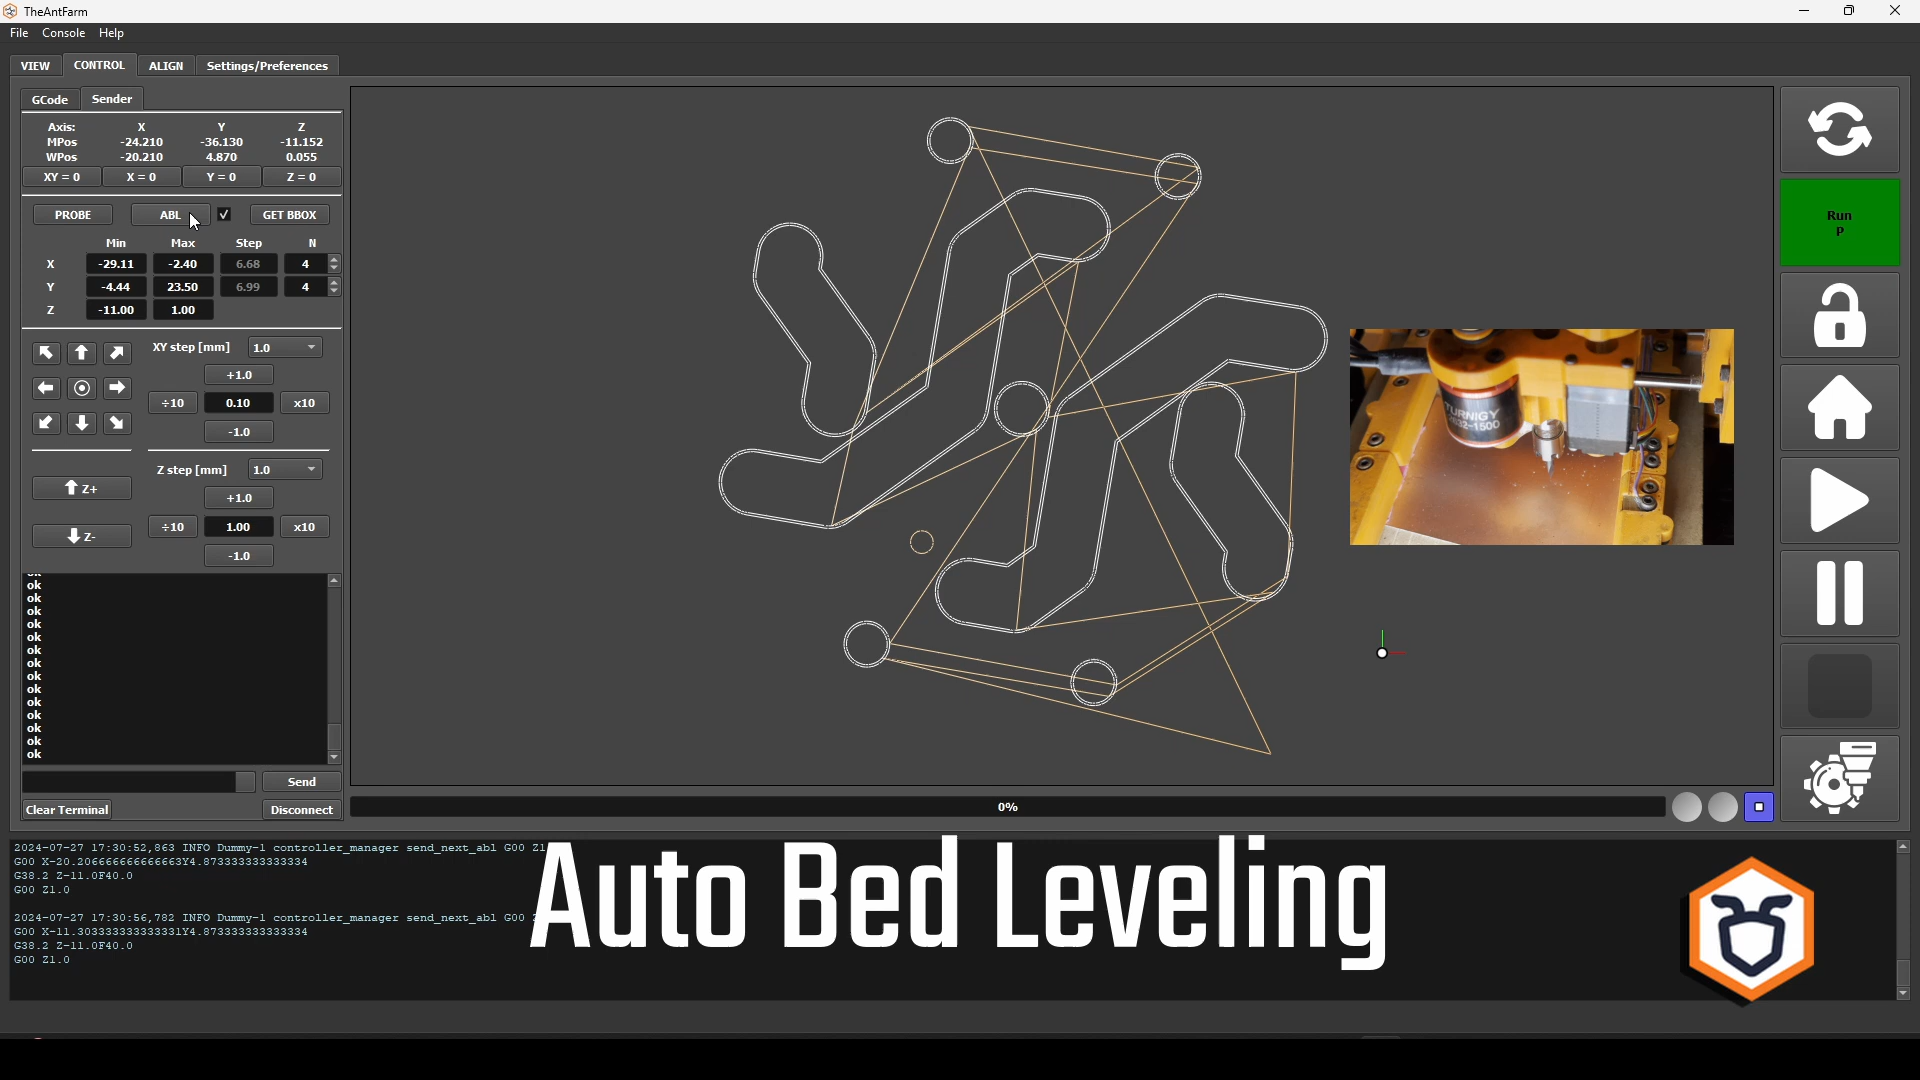 TheAntFarm
File Console Help
VIEW CONTROL ALIGN Settings/Preferences
GCode Sender
Axis: X Y Z
MPos -24.210 -36.130 -11.152
WPos -20.210 4.870 0.055
XY = 0 X = 0 Y = 0 Z = 0
PROBE ABL GET BBOX
Min Max Step N
X -29.11 -2.40 6.68 4
Y -4.44 23.50 6.99 4
Z -11.00 1.00
XY step [mm] 1.0
+1.0
÷10 0.10 x10
-1.0
Z step [mm] 1.0
Z+
+1.0
÷10 1.00 x10
Z-
-1.0
ok
ok
ok
ok
ok
ok
ok
ok
ok
ok
ok
ok
ok
ok
Send
Clear Terminal Disconnect
Run
P
TURNIGY
0%
2024-07-27 17:30:52,863 INFO Dummy-1 controller_manager send_next_abl G00 Z1
G00 X-20.206666666666663Y4.873333333333334
G38.2 Z-11.0F40.0
G00 Z1.0
2024-07-27 17:30:56,782 INFO Dummy-1 controller_manager send_next_abl G00
G00 X-11.303333333333331Y4.873333333333334
G38.2 Z-11.0F40.0
G00 Z1.0
Auto Bed Leveling